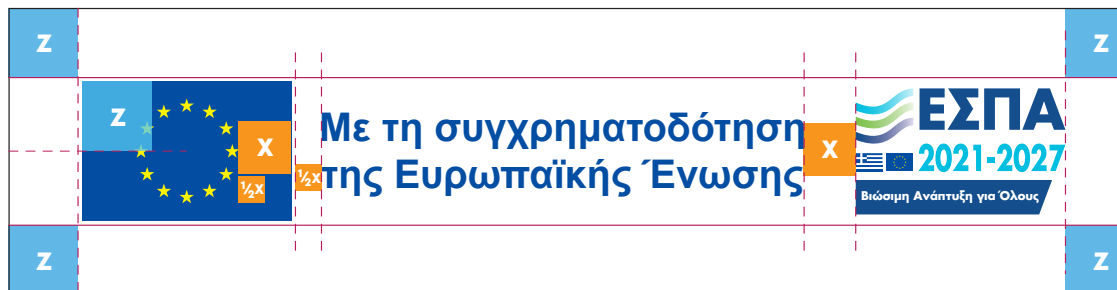 Z
Z
Z
X
½X
½X
Με τη συγχρηματοδότηση
της Ευρωπαϊκής Ένωσης
X
ΕΣΠΑ
2021-2027
Βιώσιμη Ανάπτυξη για Όλους
Z
Z